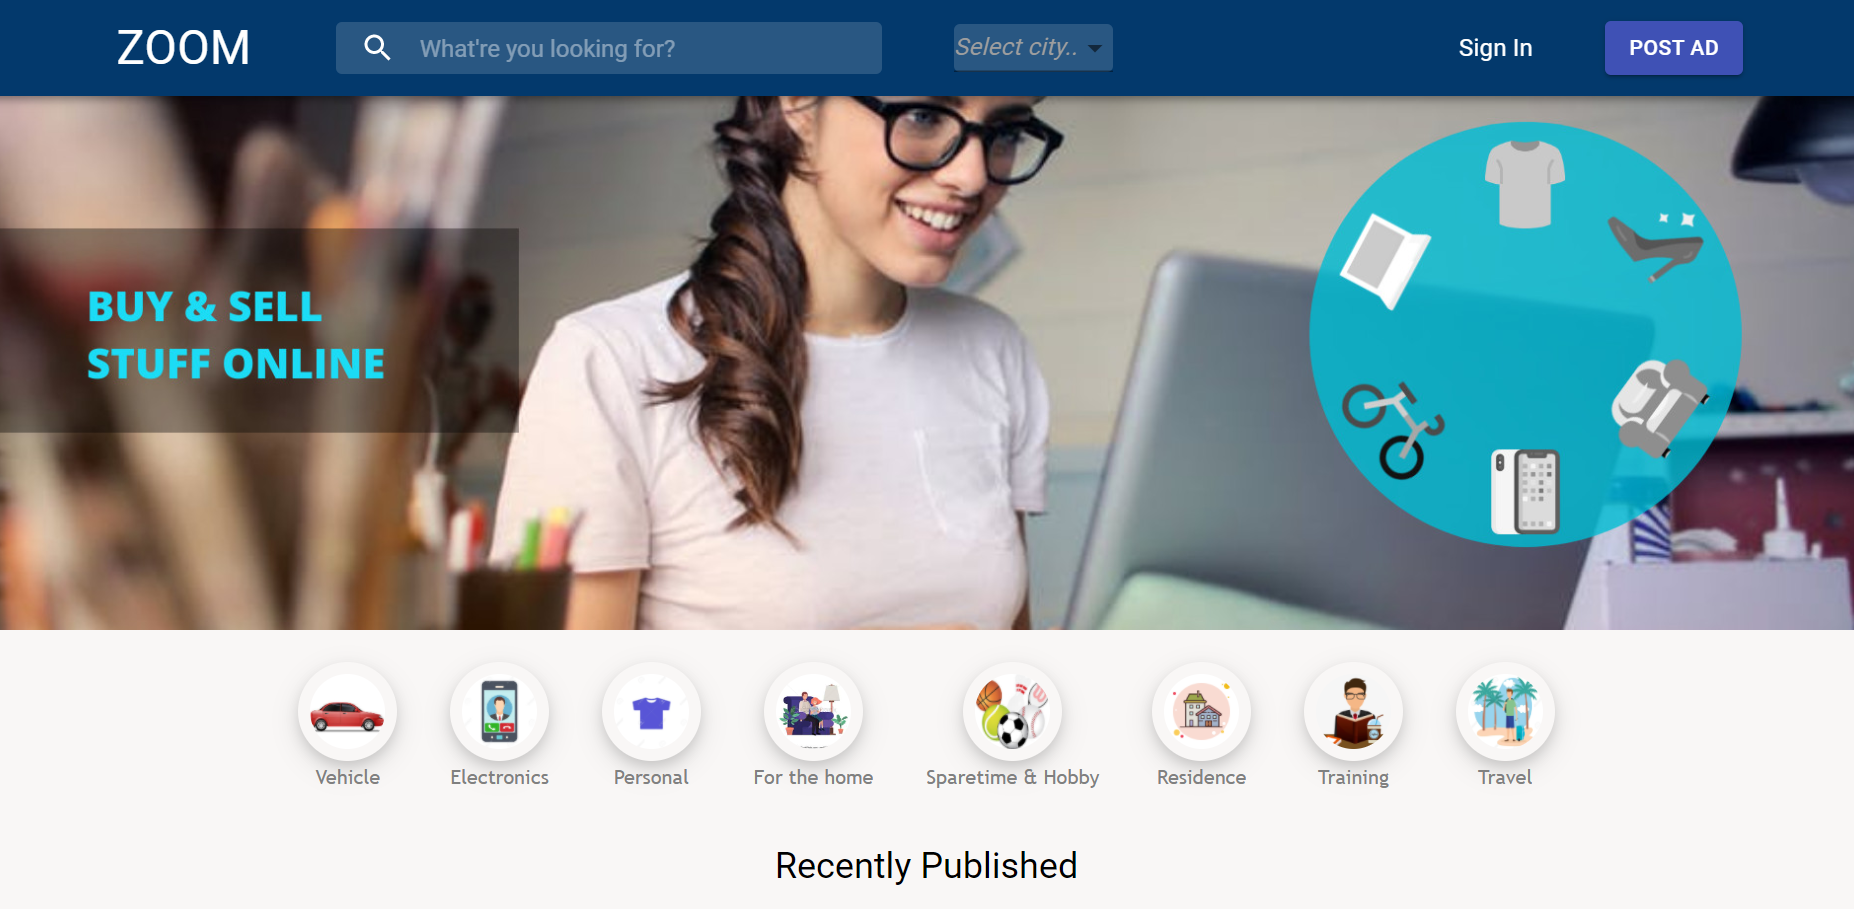 ZOOM
What're you looking for?
Select city..
Sign In
POST AD
BUY & SELL
STUFF ONLINE
Vehicle
Electronics
Personal
For the home
Sparetime & Hobby
Residence
Training
Travel
Recently Published